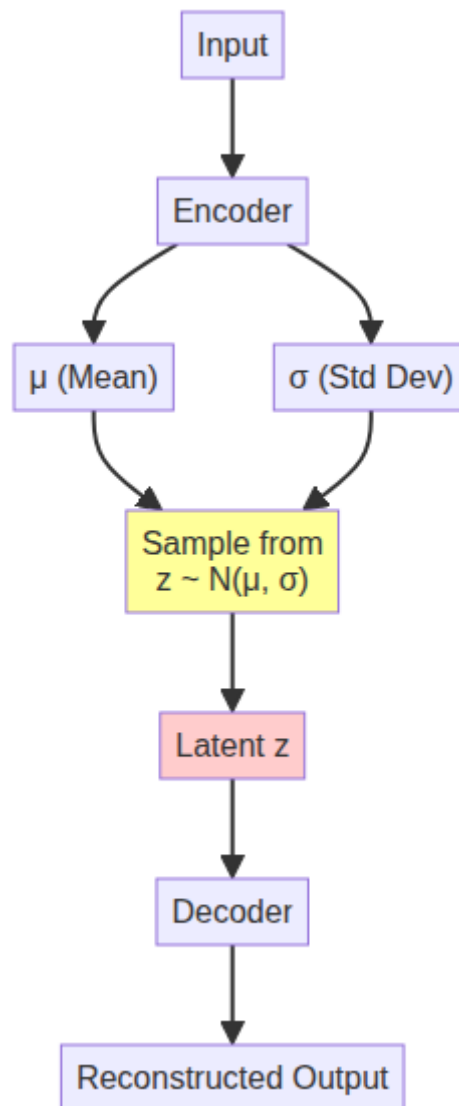 Input
Encoder
μ (Mean)
σ (Std Dev)
Sample from
z ~ N(μ, σ)
Latent z
Decoder
Reconstructed Output